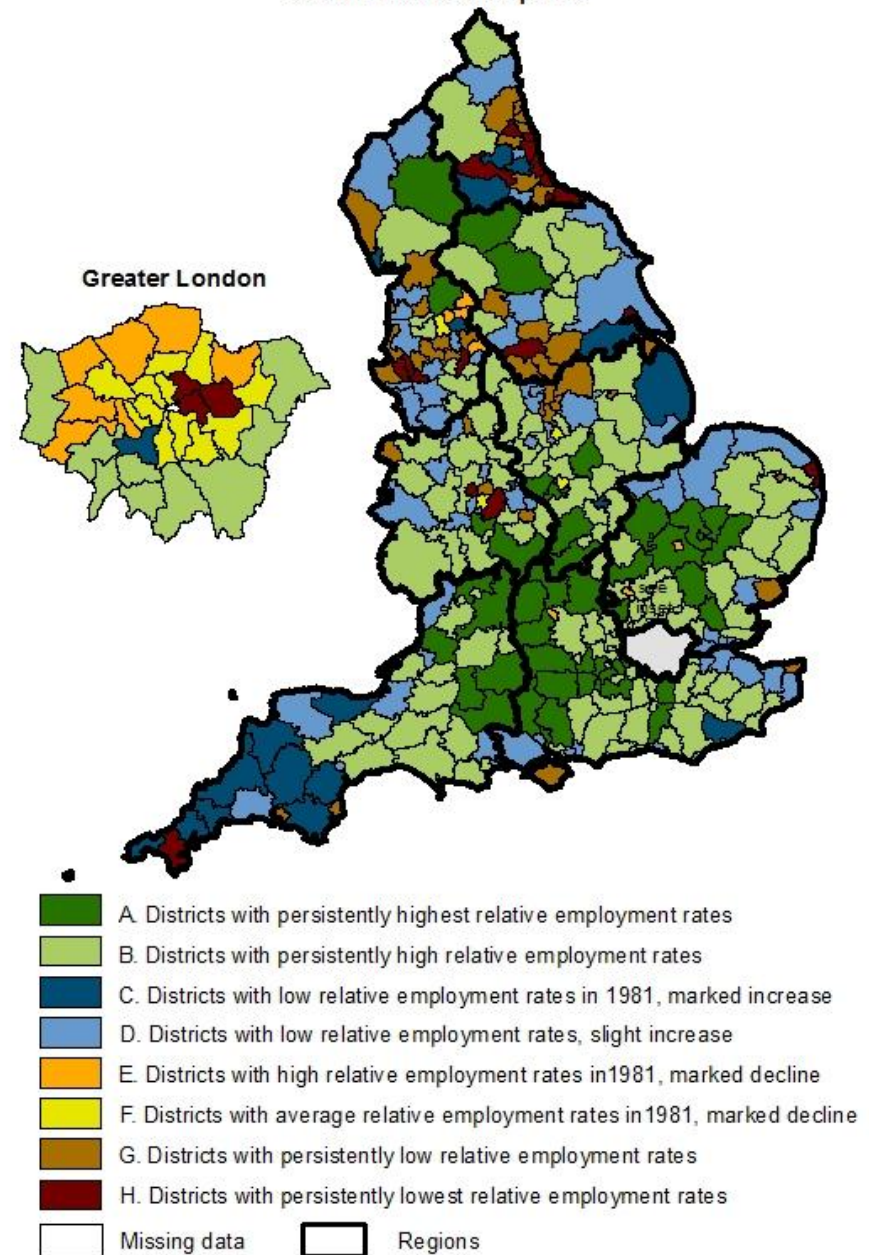 Greater London
see
inset
A. Districts with persistently highest relative employment rates
B. Districts with persistently high relative employment rates
C. Districts with low relative employment rates in 1981, marked increase
D. Districts with low relative employment rates, slight increase
E. Districts with high relative employment rates in1981, marked decline
F. Districts with average relative employment rates in1981, marked decline
G. Districts with persistently low relative employment rates
H. Districts with persistently lowest relative employment rates
Missing data Regions